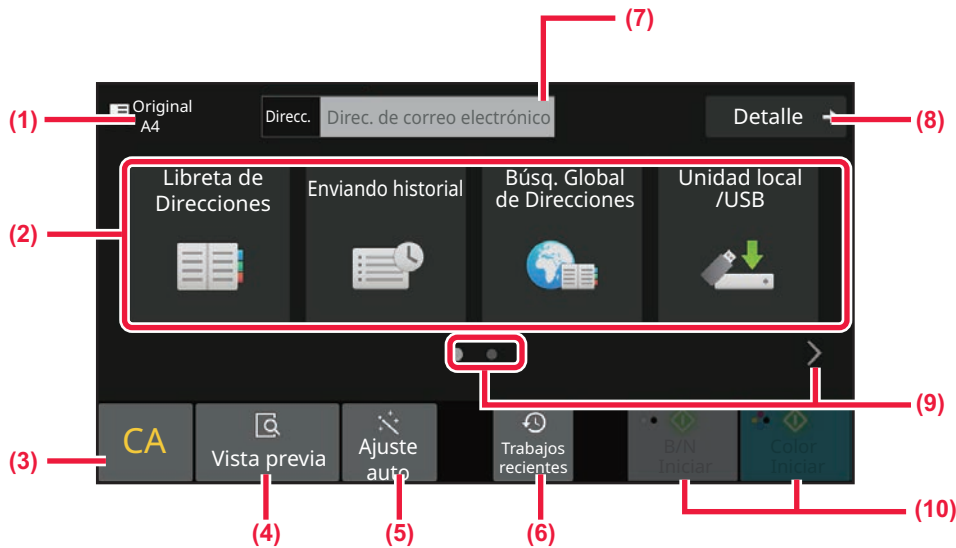 (7)
(1)
Original
A4
Direcc.
Direc. de correo electrónico
Detalle
(8)
(2)
Libreta de
Direcciones
Enviando historial
Búsq. Global
de Direcciones
Unidad local
/USB
(9)
(3)
CA
Vista previa
Ajuste
auto
Trabajos
recientes
B/N
Iniciar
Color
Iniciar
(4)
(5)
(6)
(10)